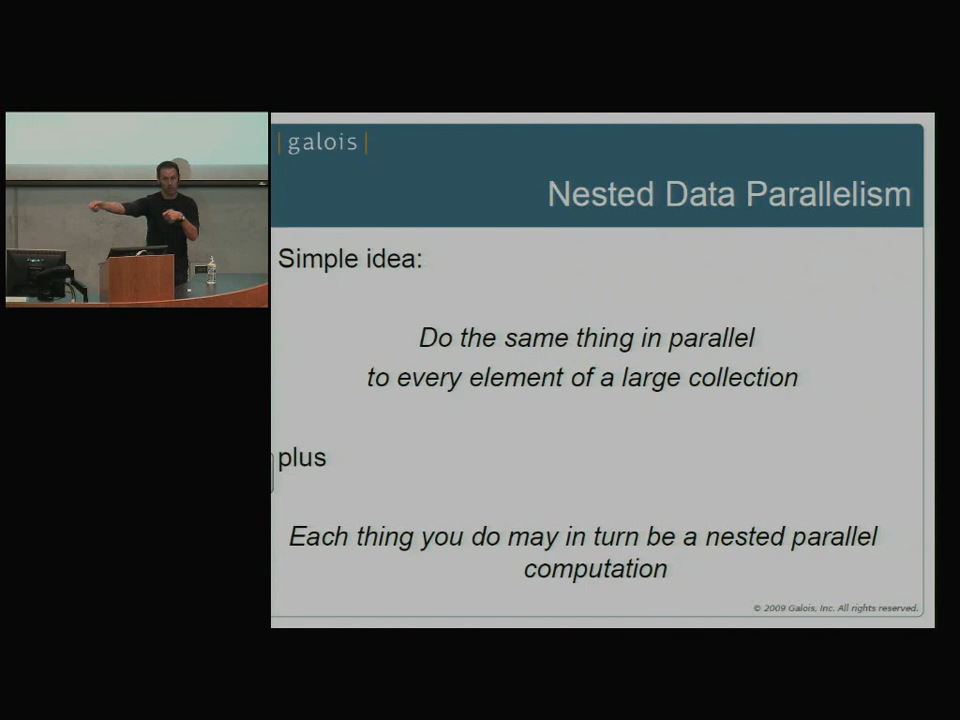 |galois|
Nested Data Parallelism
Simple idea:
Do the same thing in parallel
to every element of a large collection
plus
Each thing you do may in turn be a nested parallel
computation
© 2009 Galois, Inc. All rights reserved.